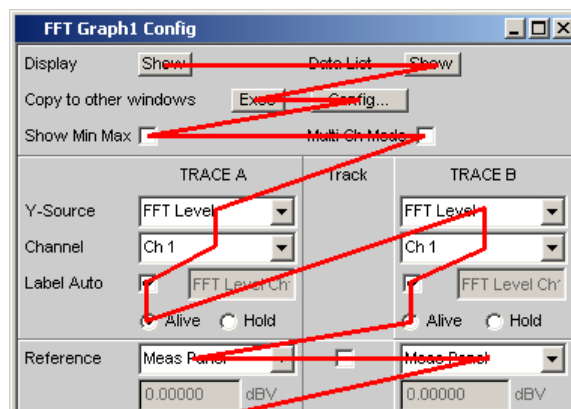 FFT Graph1 Config
Display Show Data List Show
Copy to other windows Exec Config...
Show Min Max Multi Ch Mode
TRACE A Track TRACE B
Y-Source FFT Level FFT Level
Channel Ch 1 Ch 1
Label Auto FFT Level Ch1 FFT Level Ch1
Alive Hold Alive Hold
Reference Meas Panel Meas Panel
0.00000 dBV 0.00000 dBV